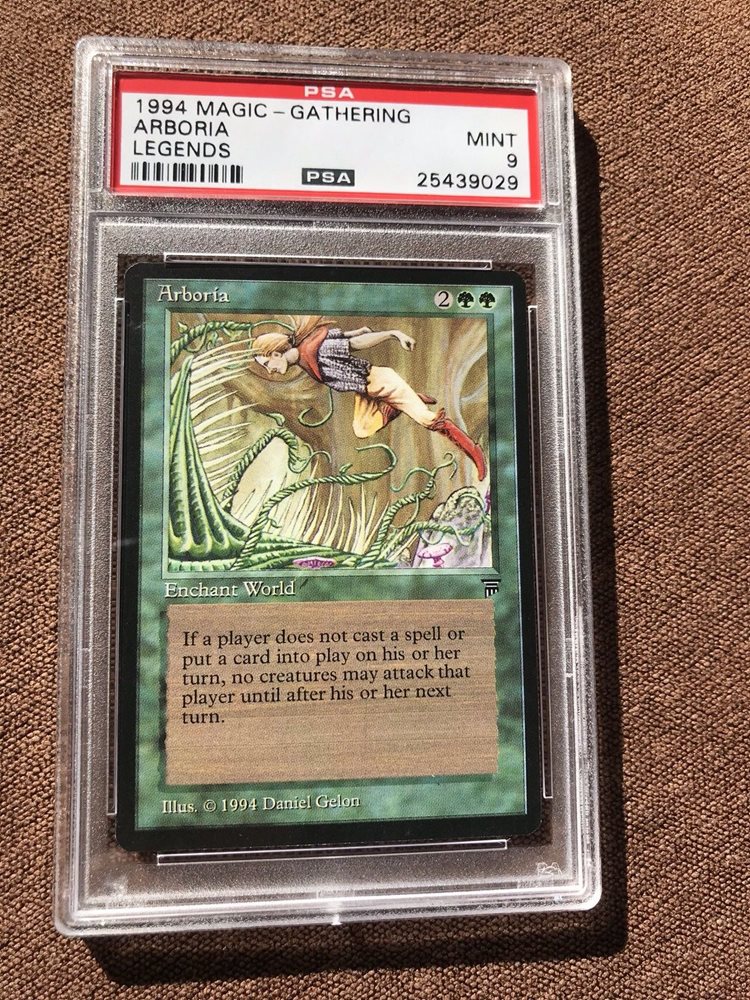 PSA
1994 MAGIC - GATHERING
ARBORIA
LEGENDS
MINT
9
PSA
25439029
Arboria
2
Enchant World
If a player does not cast a spell or
put a card into play on his or her
turn, no creatures may attack that
player until after his or her next
turn.
Illus. © 1994 Daniel Gelon
PSA